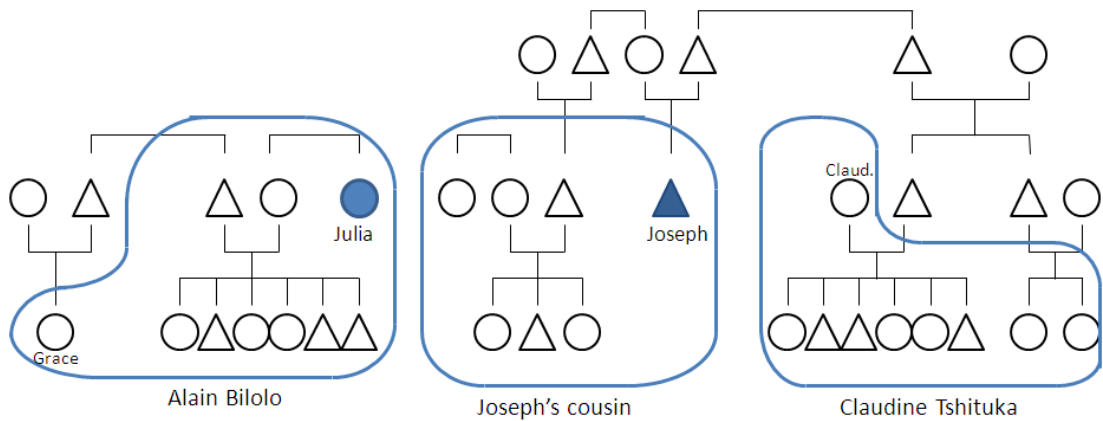 Claud.
Julia
Joseph
Grace
Alain Bilolo
Joseph's cousin
Claudine Tshituka